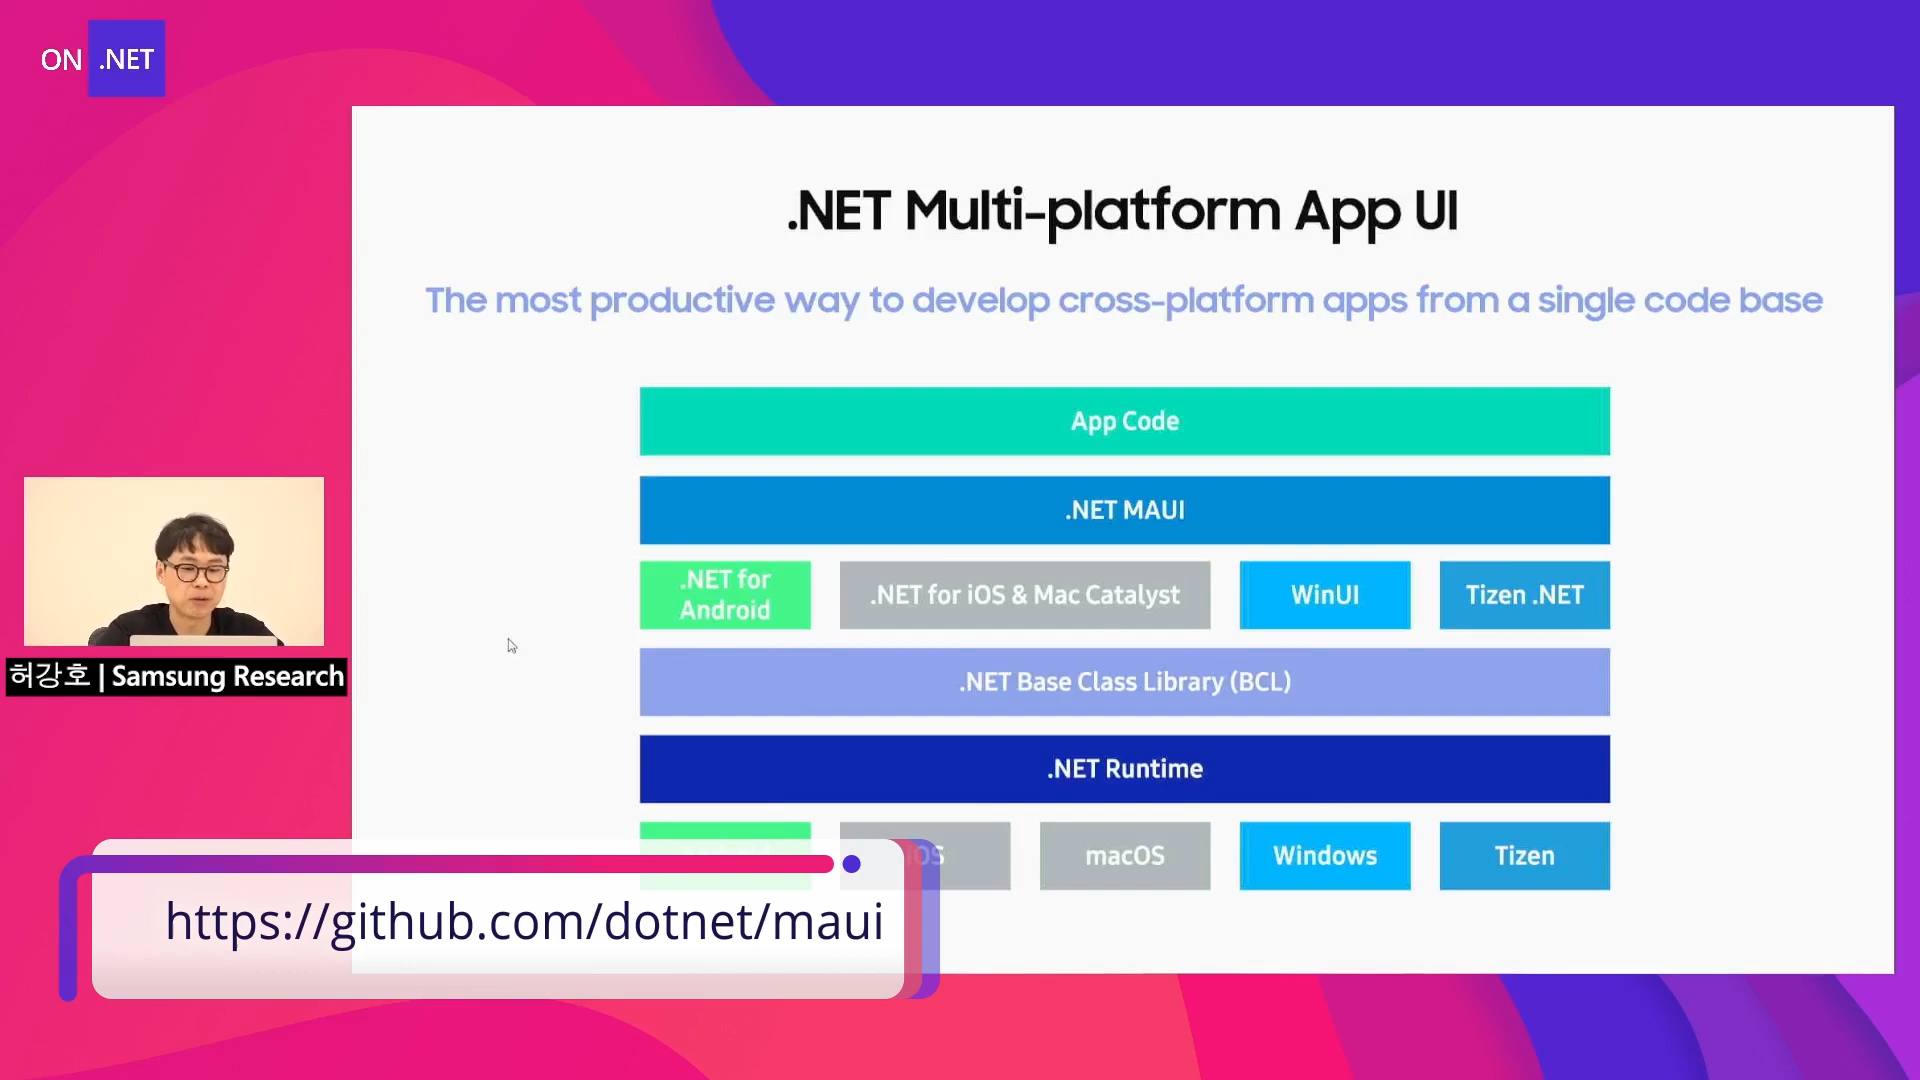 ON .NET
.NET Multi-platform App UI
The most productive way to develop cross-platform apps from a single code base
App Code
.NET MAUI
.NET for
Android
.NET for iOS & Mac Catalyst
WinUI
Tizen .NET
허강호 | Samsung Research
.NET Base Class Library (BCL)
.NET Runtime
iOS
macOS
Windows
Tizen
https://github.com/dotnet/maui